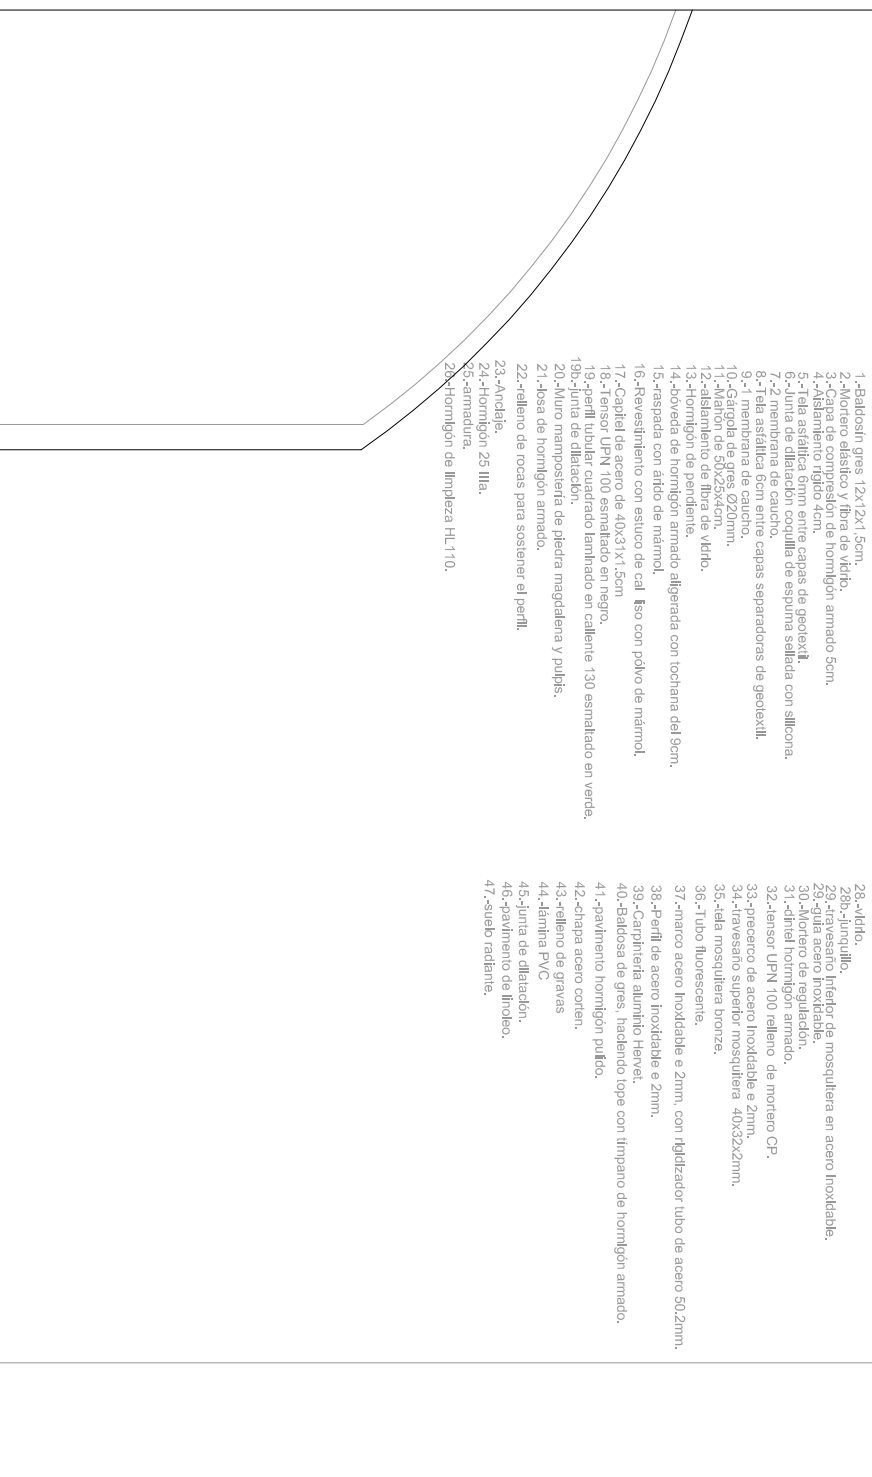 1.-Baldosín gres 12x12x1,5cm.
2.-Mortero elástico y fibra de vidrio.
3.-Capa de compresión de hormigón armado 5cm.
4.-Aislamiento rígido 4cm.
5.-Tela asfáltica 6mm entre capas de geotextil.
6.-Junta de dilatación coquilla de espuma sellada con silicona.
7.-2 membrana de caucho.
8.-Tela asfáltica 6cm entre capas separadoras de geotextil.
9.-1 membrana de caucho.
10.-Gárgola de gres Ø20mm.
11.-Mahón de 50x25x4cm.
12.-aislamiento de fibra de vidrio.
13.-Hormigón de pendiente.
14.-bóveda de hormigón armado aligerada con tochana del 9cm.
15.-raspada con árido de mármol.
16.-Revestimiento con estuco de cal liso con pólvo de mármol.
17.-Capitel de acero de 40x31x1.5cm
18.-Tensor UPN 100 esmaltado en negro.
19.-perfil tubular cuadrado laminado en caliente 130 esmaltado en verde.
19b.-junta de dilatación.
20.-Muro mampostería de piedra magdalena y pulpis.
21.-losa de hormigón armado.
22.-relleno de rocas para sostener el perfil.
23.-Anclaje.
24.-Hormigón 25 IIIa.
25.-armadura.
26.-Hormigón de limpieza HL110.
28.-vidrio.
28b.-junquillo.
29.-travesaño inferior de mosquitera en acero inoxidable.
29.-guia acero inoxidable.
30.-Mortero de regulación.
31.-dintel hotrmigón armado.
32.-tensor UPN 100 relleno de mortero CP.
33.-precerco de acero inoxidable e 2mm.
34.-travesaño superior mosquitera 40x32x2mm.
35.-tela mosquitera bronze.
36.-Tubo fluorescente.
37.-marco acero inoxidable e 2mm, con rigidizador tubo de acero 50.2mm.
38.-Perfil de acero inoxidable e 2mm.
39.-Carpinteria aluminio Hervet.
40.-Baldosa de gres, haciendo tope con tímpano de hormigón armado.
41.-pavimento hormigón pulido.
42.-chapa acero corten.
43.-relleno de gravas
44.-lámina PVC
45.-junta de dilatación.
46.-pavimento de linoleo.
47.-suelo radiante.